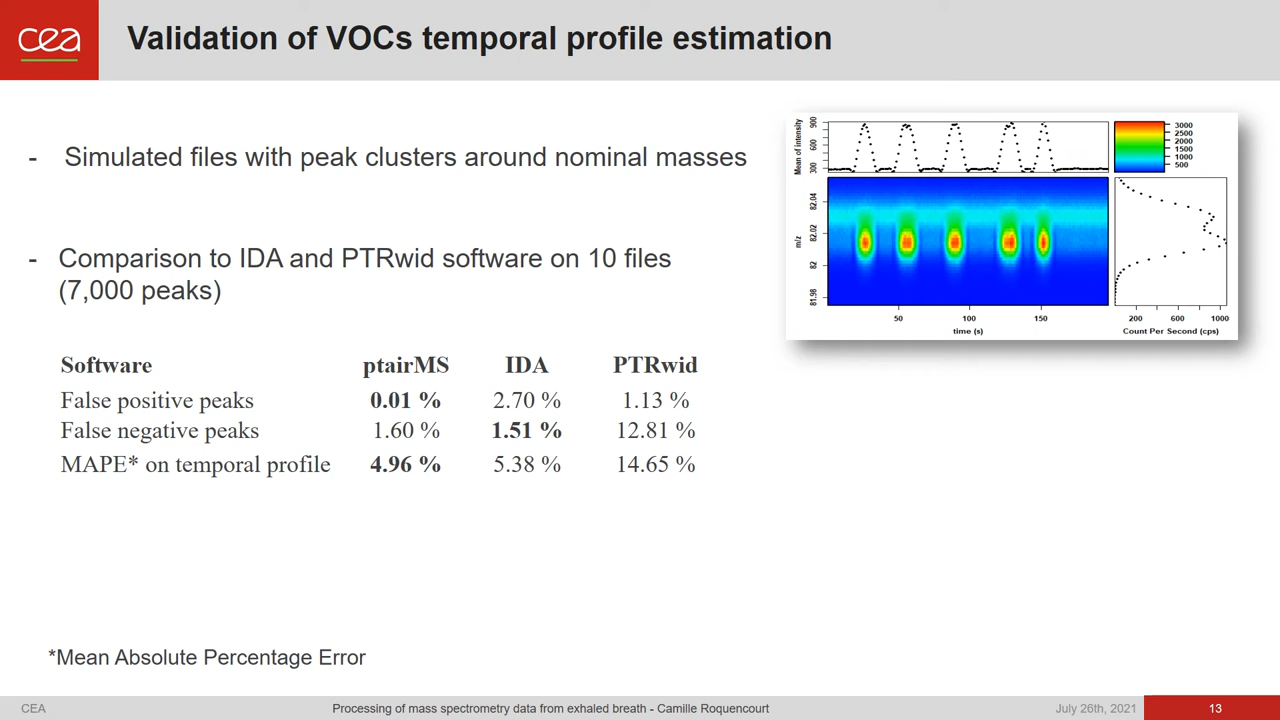 cea
Validation of VOCs temporal profile estimation
- Simulated files with peak clusters around nominal masses
- Comparison to IDA and PTRwid software on 10 files
(7,000 peaks)
Software ptairMS IDA PTRwid
False positive peaks 0.01 % 2.70 % 1.13 %
False negative peaks 1.60 % 1.51 % 12.81 %
MAPE* on temporal profile 4.96 % 5.38 % 14.65 %
Mean of intensity
900
600
300
3000
2500
2000
1500
1000
500
m/z
82.04
82.02
82
81.98
50 100 150
time (s)
200 600 1000
Count Per Second (cps)
*Mean Absolute Percentage Error
CEA
Processing of mass spectrometry data from exhaled breath - Camille Roquencourt
July 26th, 2021
13